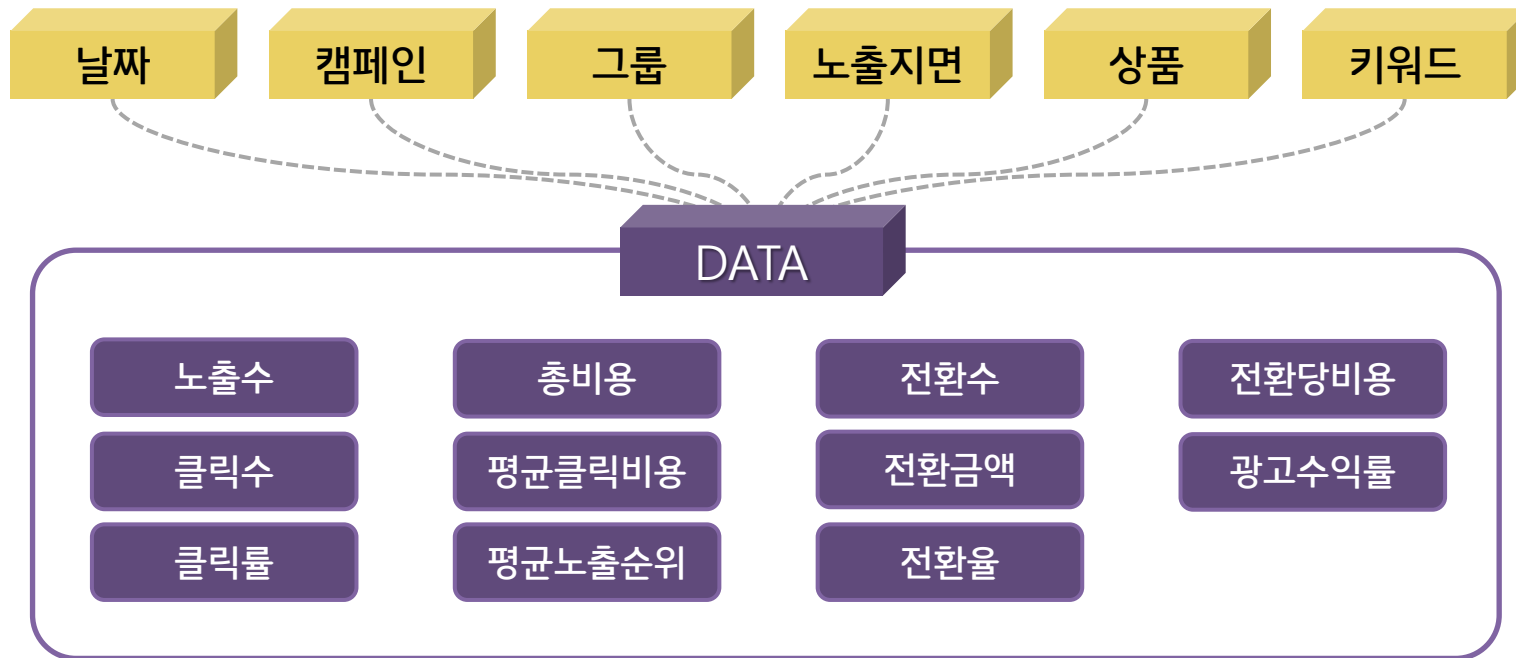 날짜
캠페인
그룹
노출지면
상품
키워드
DATA
노출수
총비용
전환수
전환당비용
클릭수
평균클릭비용
전환금액
광고수익률
클릭률
평균노출순위
전환율